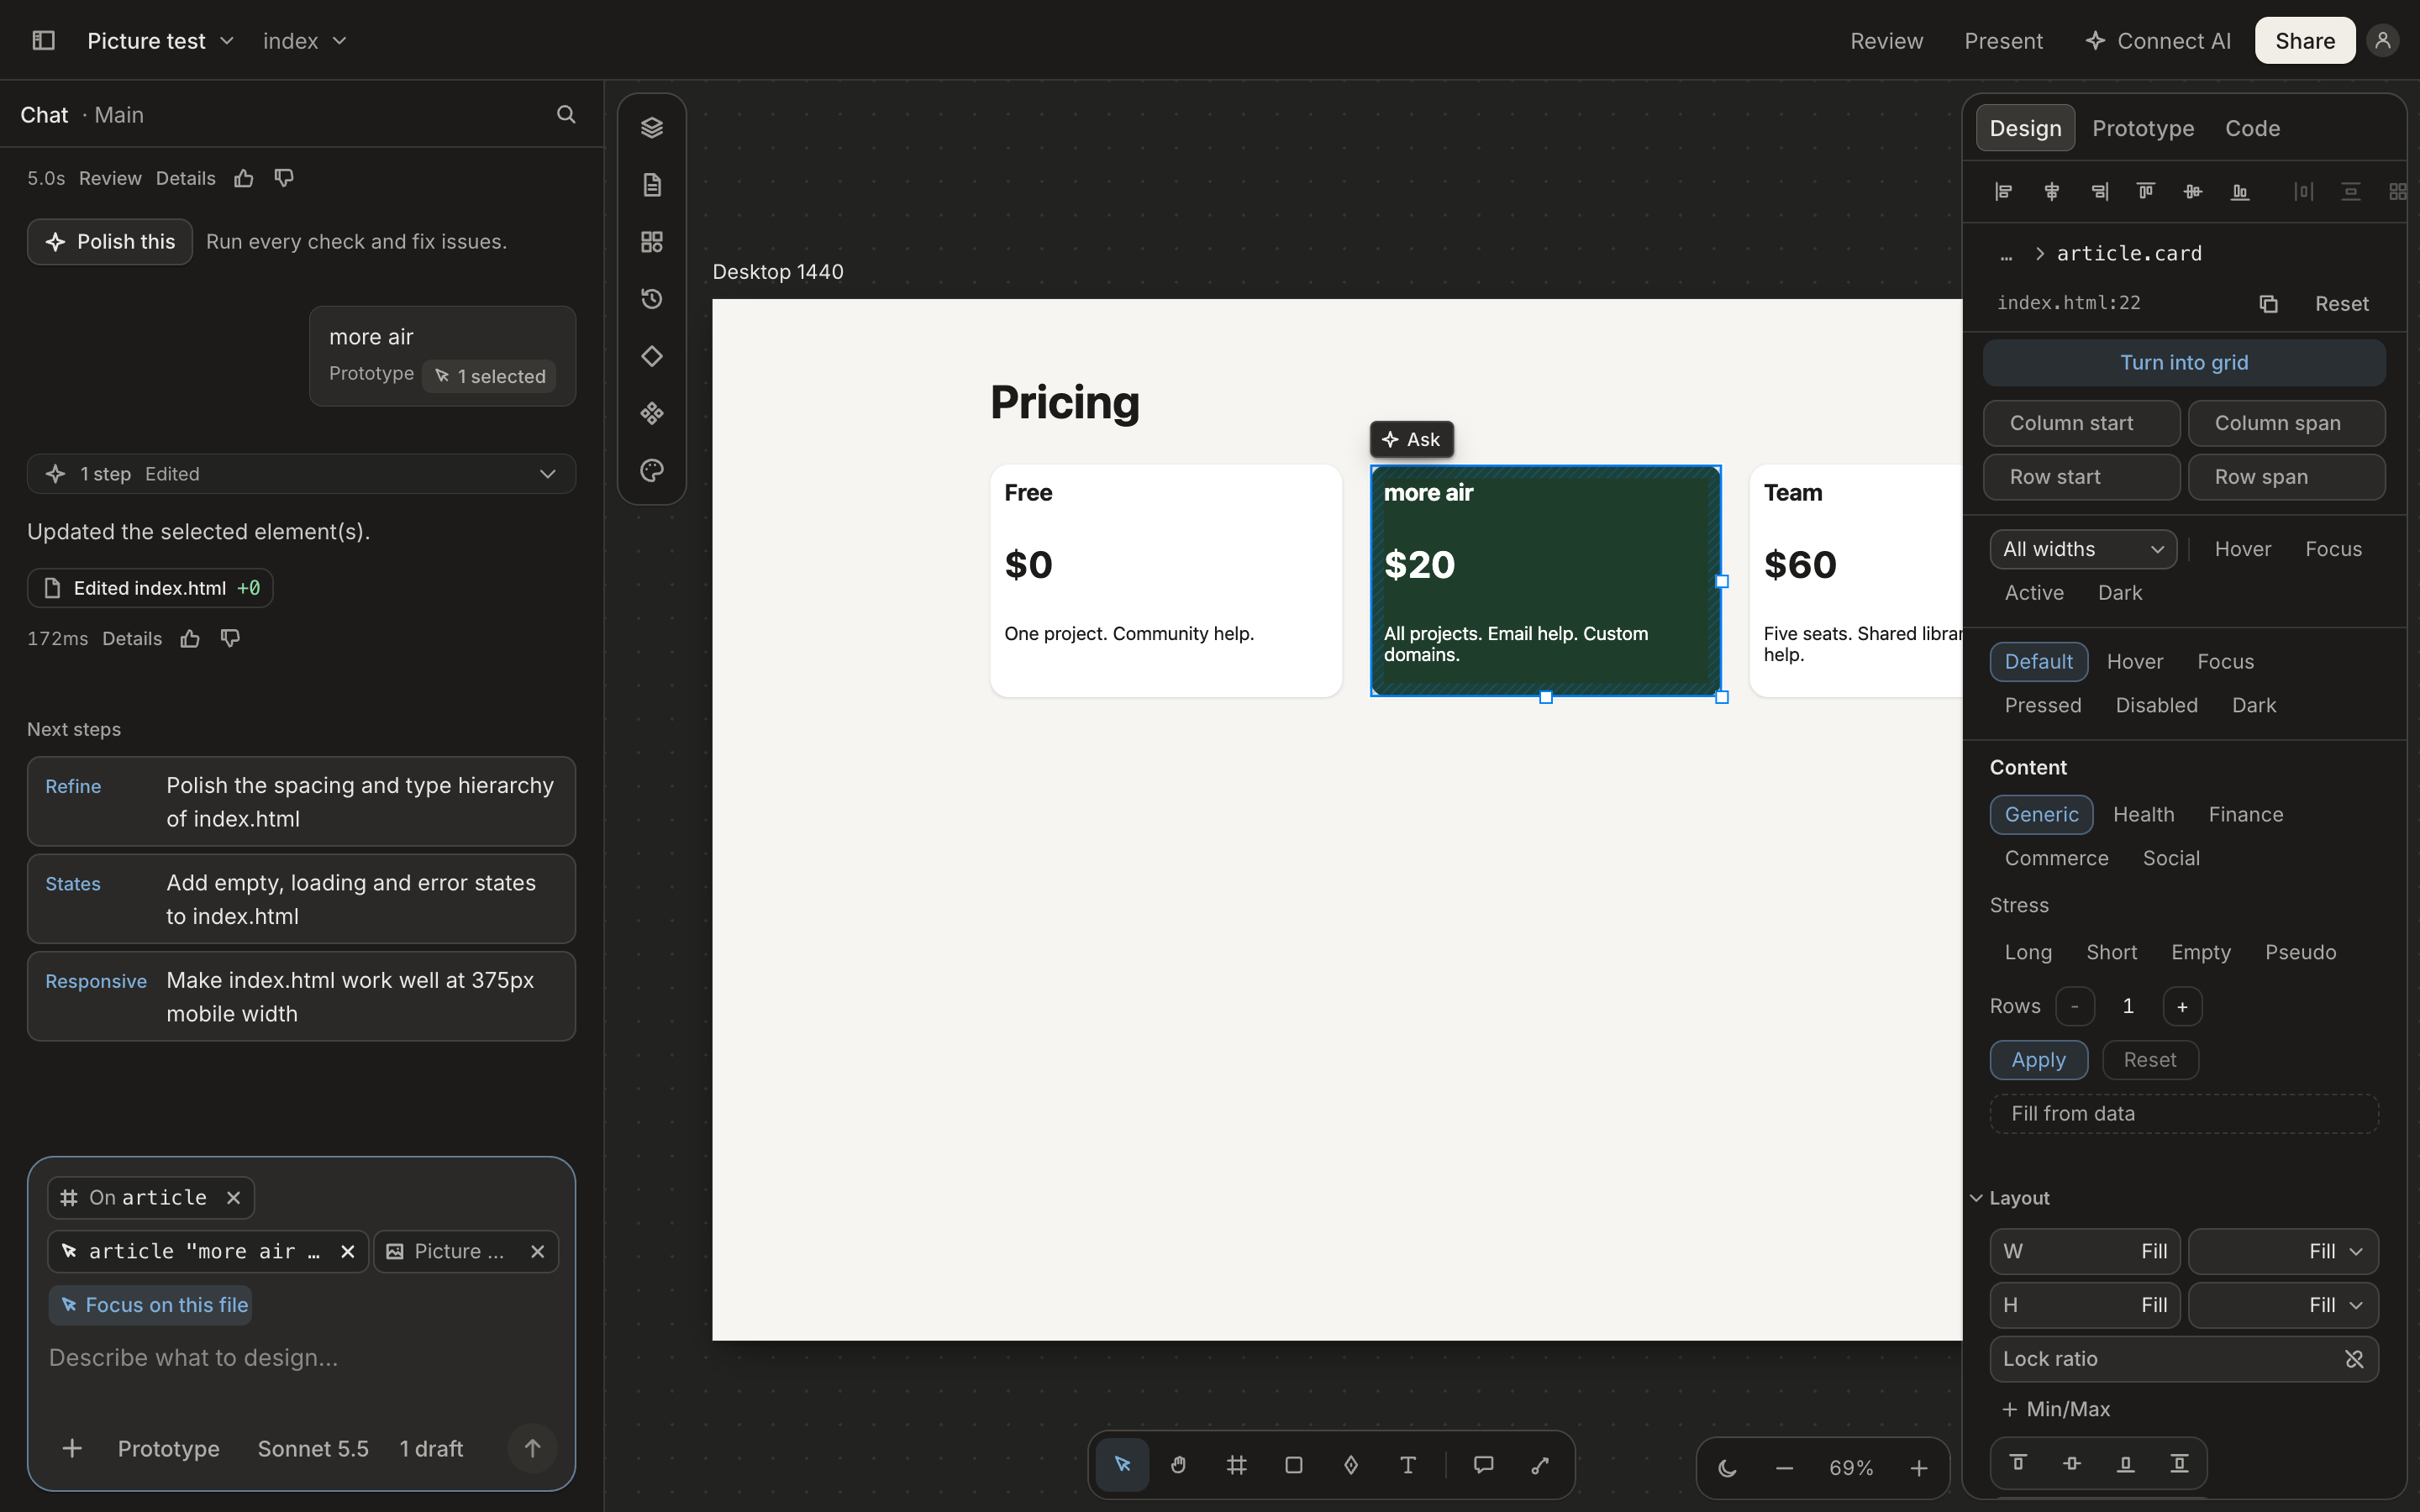 Picture test
index
Review
Present
Connect AI
Share
Chat · Main
5.0s Review Details
Polish this Run every check and fix issues.
more air
Prototype 1 selected
1 step Edited
Updated the selected element(s).
Edited index.html +0
172ms Details
Next steps
Refine Polish the spacing and type hierarchy
of index.html
States Add empty, loading and error states
to index.html
Responsive Make index.html work well at 375px
mobile width
On article
article "more air …
Picture …
Focus on this file
Describe what to design...
Prototype Sonnet 5.5 1 draft
Desktop 1440
Pricing
Ask
Free
$0
One project. Community help.
more air
$20
All projects. Email help. Custom
domains.
Team
$60
Five seats. Shared librar
help.
69%
Design Prototype Code
… article.card
index.html:22 Reset
Turn into grid
Column start Column span
Row start Row span
All widths Hover Focus
Active Dark
Default Hover Focus
Pressed Disabled Dark
Content
Generic Health Finance
Commerce Social
Stress
Long Short Empty Pseudo
Rows - 1 +
Apply Reset
Fill from data
Layout
W Fill Fill
H Fill Fill
Lock ratio
+ Min/Max